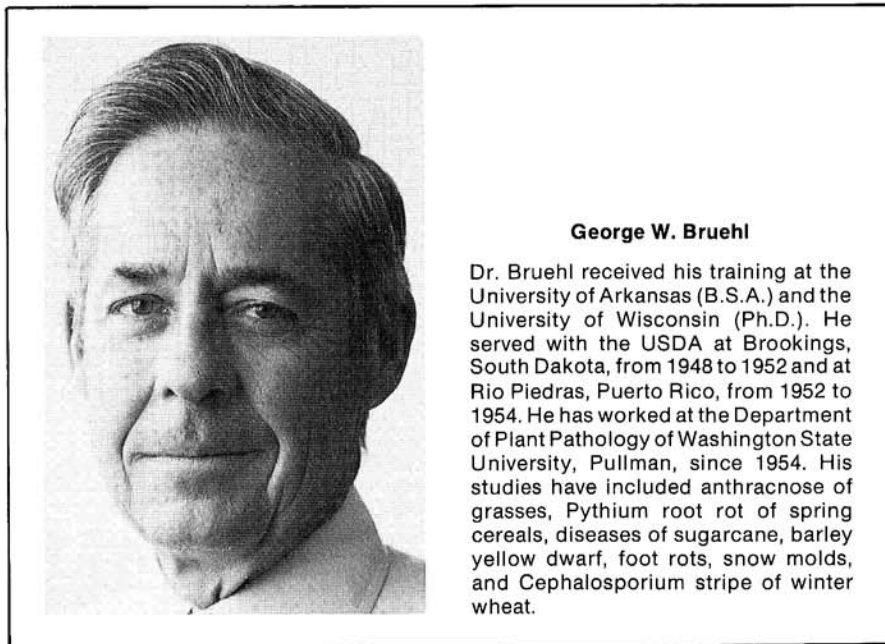 George W. Bruehl
Dr. Bruehl received his training at the
University of Arkansas (B.S.A.) and the
University of Wisconsin (Ph.D.). He
served with the USDA at Brookings,
South Dakota, from 1948 to 1952 and at
Rio Piedras, Puerto Rico, from 1952 to
1954. He has worked at the Department
of Plant Pathology of Washington State
University, Pullman, since 1954. His
studies have included anthracnose of
grasses, Pythium root rot of spring
cereals, diseases of sugarcane, barley
yellow dwarf, foot rots, snow molds,
and Cephalosporium stripe of winter
wheat.